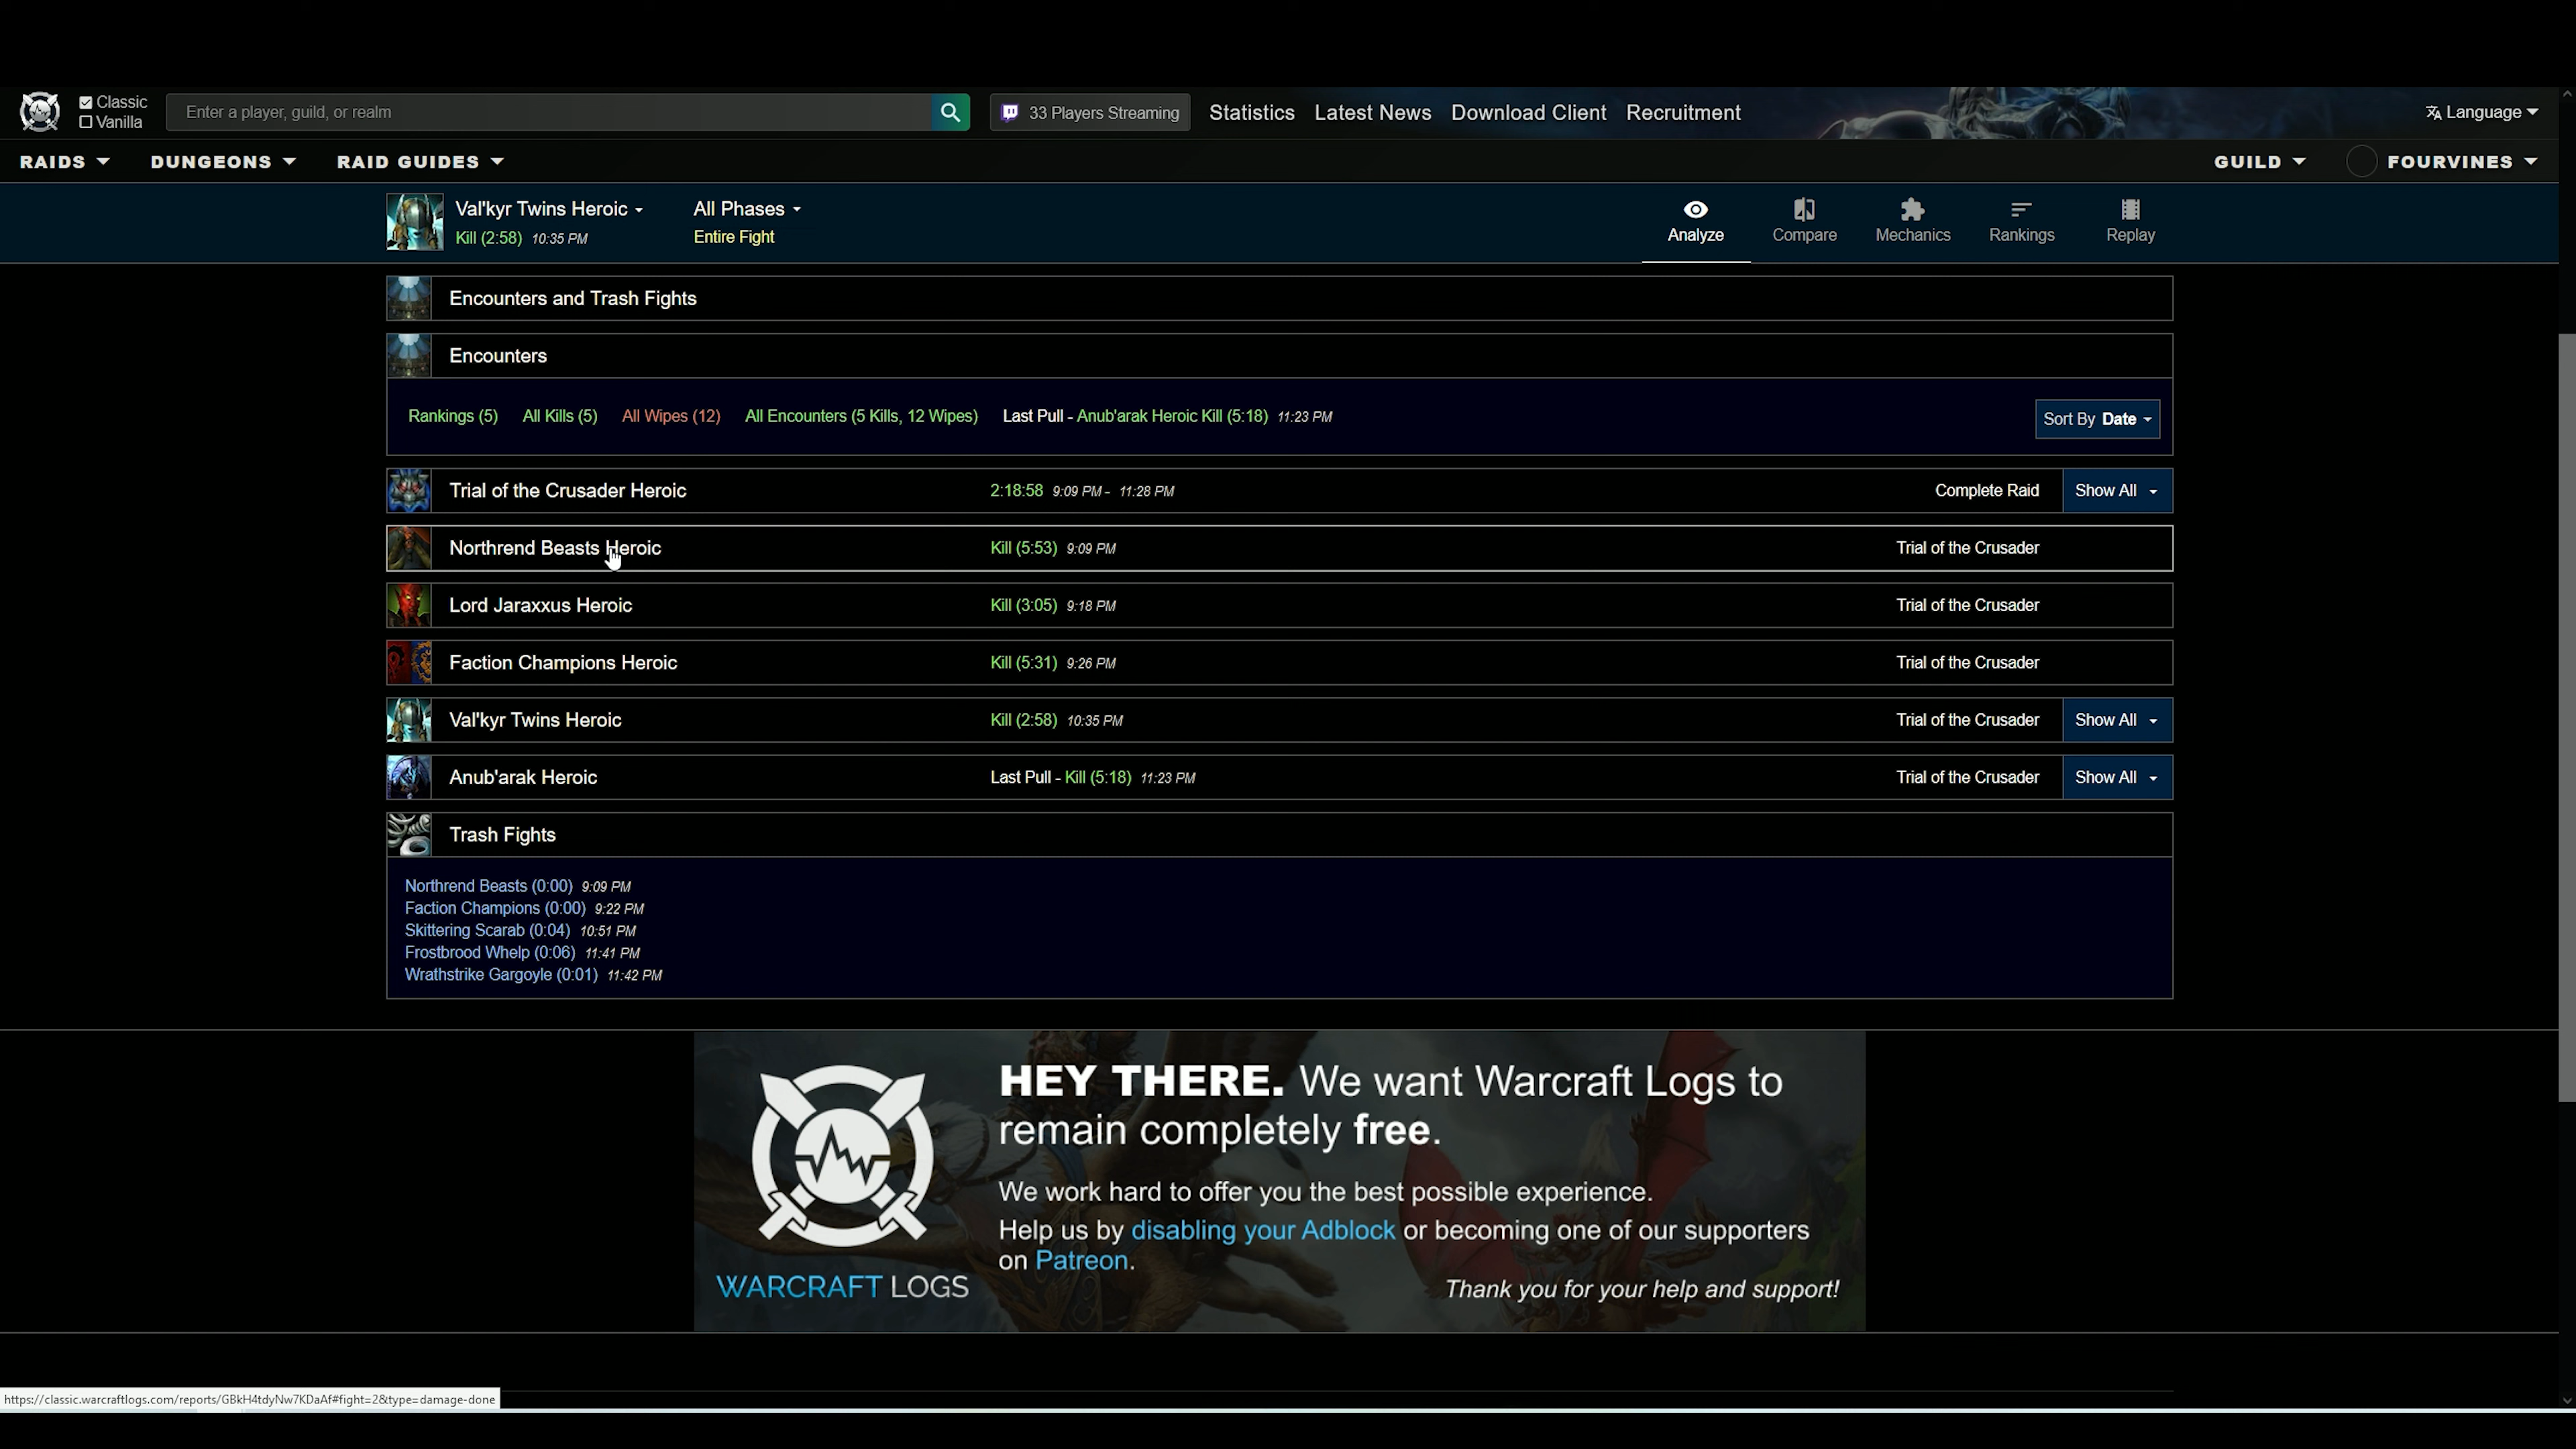 Classic
Vanilla
Enter a player, guild, or realm
33 Players Streaming
Statistics
Latest News
Download Client
Recruitment
Language
RAIDS
DUNGEONS
RAID GUIDES
GUILD
FOURVINES
Val'kyr Twins Heroic
Kill (2:58) 10:35 PM
All Phases
Entire Fight
Analyze
Compare
Mechanics
Rankings
Replay
Encounters and Trash Fights
Encounters
Rankings (5) All Kills (5) All Wipes (12) All Encounters (5 Kills, 12 Wipes) Last Pull - Anub'arak Heroic Kill (5:18) 11:23 PM
Sort By Date
Trial of the Crusader Heroic 2:18:58 9:09 PM - 11:28 PM Complete Raid Show All
Northrend Beasts Heroic Kill (5:53) 9:09 PM Trial of the Crusader
Lord Jaraxxus Heroic Kill (3:05) 9:18 PM Trial of the Crusader
Faction Champions Heroic Kill (5:31) 9:26 PM Trial of the Crusader
Val'kyr Twins Heroic Kill (2:58) 10:35 PM Trial of the Crusader Show All
Anub'arak Heroic Last Pull - Kill (5:18) 11:23 PM Trial of the Crusader Show All
Trash Fights
Northrend Beasts (0:00) 9:09 PM
Faction Champions (0:00) 9:22 PM
Skittering Scarab (0:04) 10:51 PM
Frostbrood Whelp (0:06) 11:41 PM
Wrathstrike Gargoyle (0:01) 11:42 PM
HEY THERE. We want Warcraft Logs to
remain completely free.
We work hard to offer you the best possible experience.
Help us by disabling your Adblock or becoming one of our supporters
on Patreon.
WARCRAFT LOGS
Thank you for your help and support!
https://classic.warcraftlogs.com/reports/GBkH4tdyNw7KDaAf#fight=2&type=damage-done